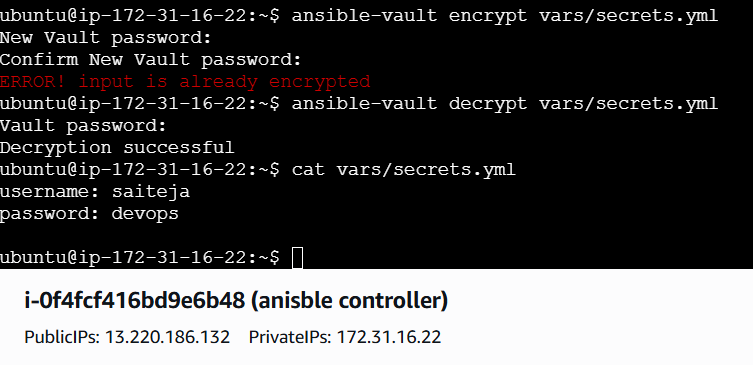 ubuntu@ip-172-31-16-22:~$ ansible-vault encrypt vars/secrets.yml
New Vault password:
Confirm New Vault password:
ERROR! input is already encrypted
ubuntu@ip-172-31-16-22:~$ ansible-vault decrypt vars/secrets.yml
Vault password:
Decryption successful
ubuntu@ip-172-31-16-22:~$ cat vars/secrets.yml
username: saiteja
password: devops
ubuntu@ip-172-31-16-22:~$
i-0f4fcf416bd9e6b48 (anisble controller)
PublicIPs: 13.220.186.132 PrivateIPs: 172.31.16.22